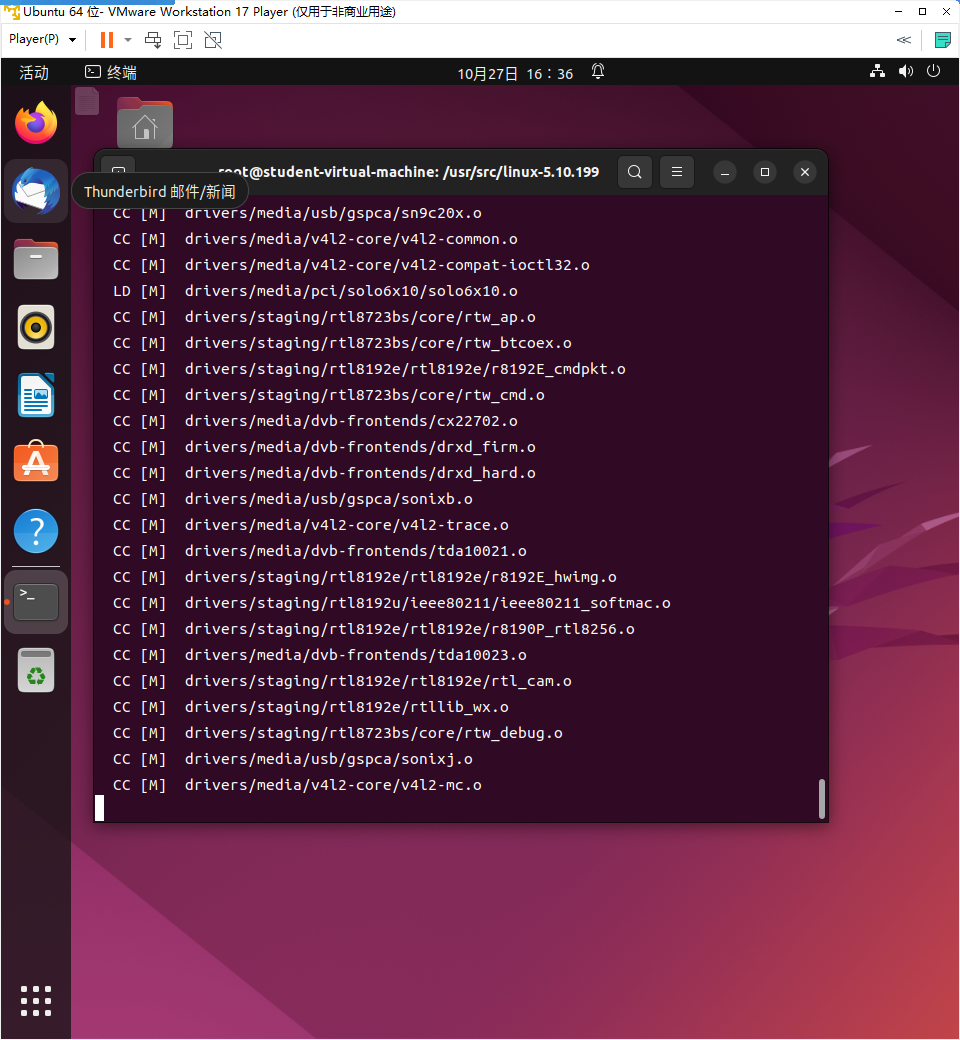 Ubuntu 64 位- VMware Workstation 17 Player (仅用于非商业用途)
Player(P)
活动 终端 10月27日 16：36
root@student-virtual-machine: /usr/src/linux-5.10.199
Thunderbird 邮件/新闻
CC [M] drivers/media/usb/gspca/sn9c20x.o
CC [M] drivers/media/v4l2-core/v4l2-common.o
CC [M] drivers/media/v4l2-core/v4l2-compat-ioctl32.o
LD [M] drivers/media/pci/solo6x10/solo6x10.o
CC [M] drivers/staging/rtl8723bs/core/rtw_ap.o
CC [M] drivers/staging/rtl8723bs/core/rtw_btcoex.o
CC [M] drivers/staging/rtl8192e/rtl8192e/r8192E_cmdpkt.o
CC [M] drivers/staging/rtl8723bs/core/rtw_cmd.o
CC [M] drivers/media/dvb-frontends/cx22702.o
CC [M] drivers/media/dvb-frontends/drxd_firm.o
CC [M] drivers/media/dvb-frontends/drxd_hard.o
CC [M] drivers/media/usb/gspca/sonixb.o
CC [M] drivers/media/v4l2-core/v4l2-trace.o
CC [M] drivers/media/dvb-frontends/tda10021.o
CC [M] drivers/staging/rtl8192e/rtl8192e/r8192E_hwimg.o
CC [M] drivers/staging/rtl8192u/ieee80211/ieee80211_softmac.o
CC [M] drivers/staging/rtl8192e/rtl8192e/r8190P_rtl8256.o
CC [M] drivers/media/dvb-frontends/tda10023.o
CC [M] drivers/staging/rtl8192e/rtl8192e/rtl_cam.o
CC [M] drivers/staging/rtl8192e/rtllib_wx.o
CC [M] drivers/staging/rtl8723bs/core/rtw_debug.o
CC [M] drivers/media/usb/gspca/sonixj.o
CC [M] drivers/media/v4l2-core/v4l2-mc.o